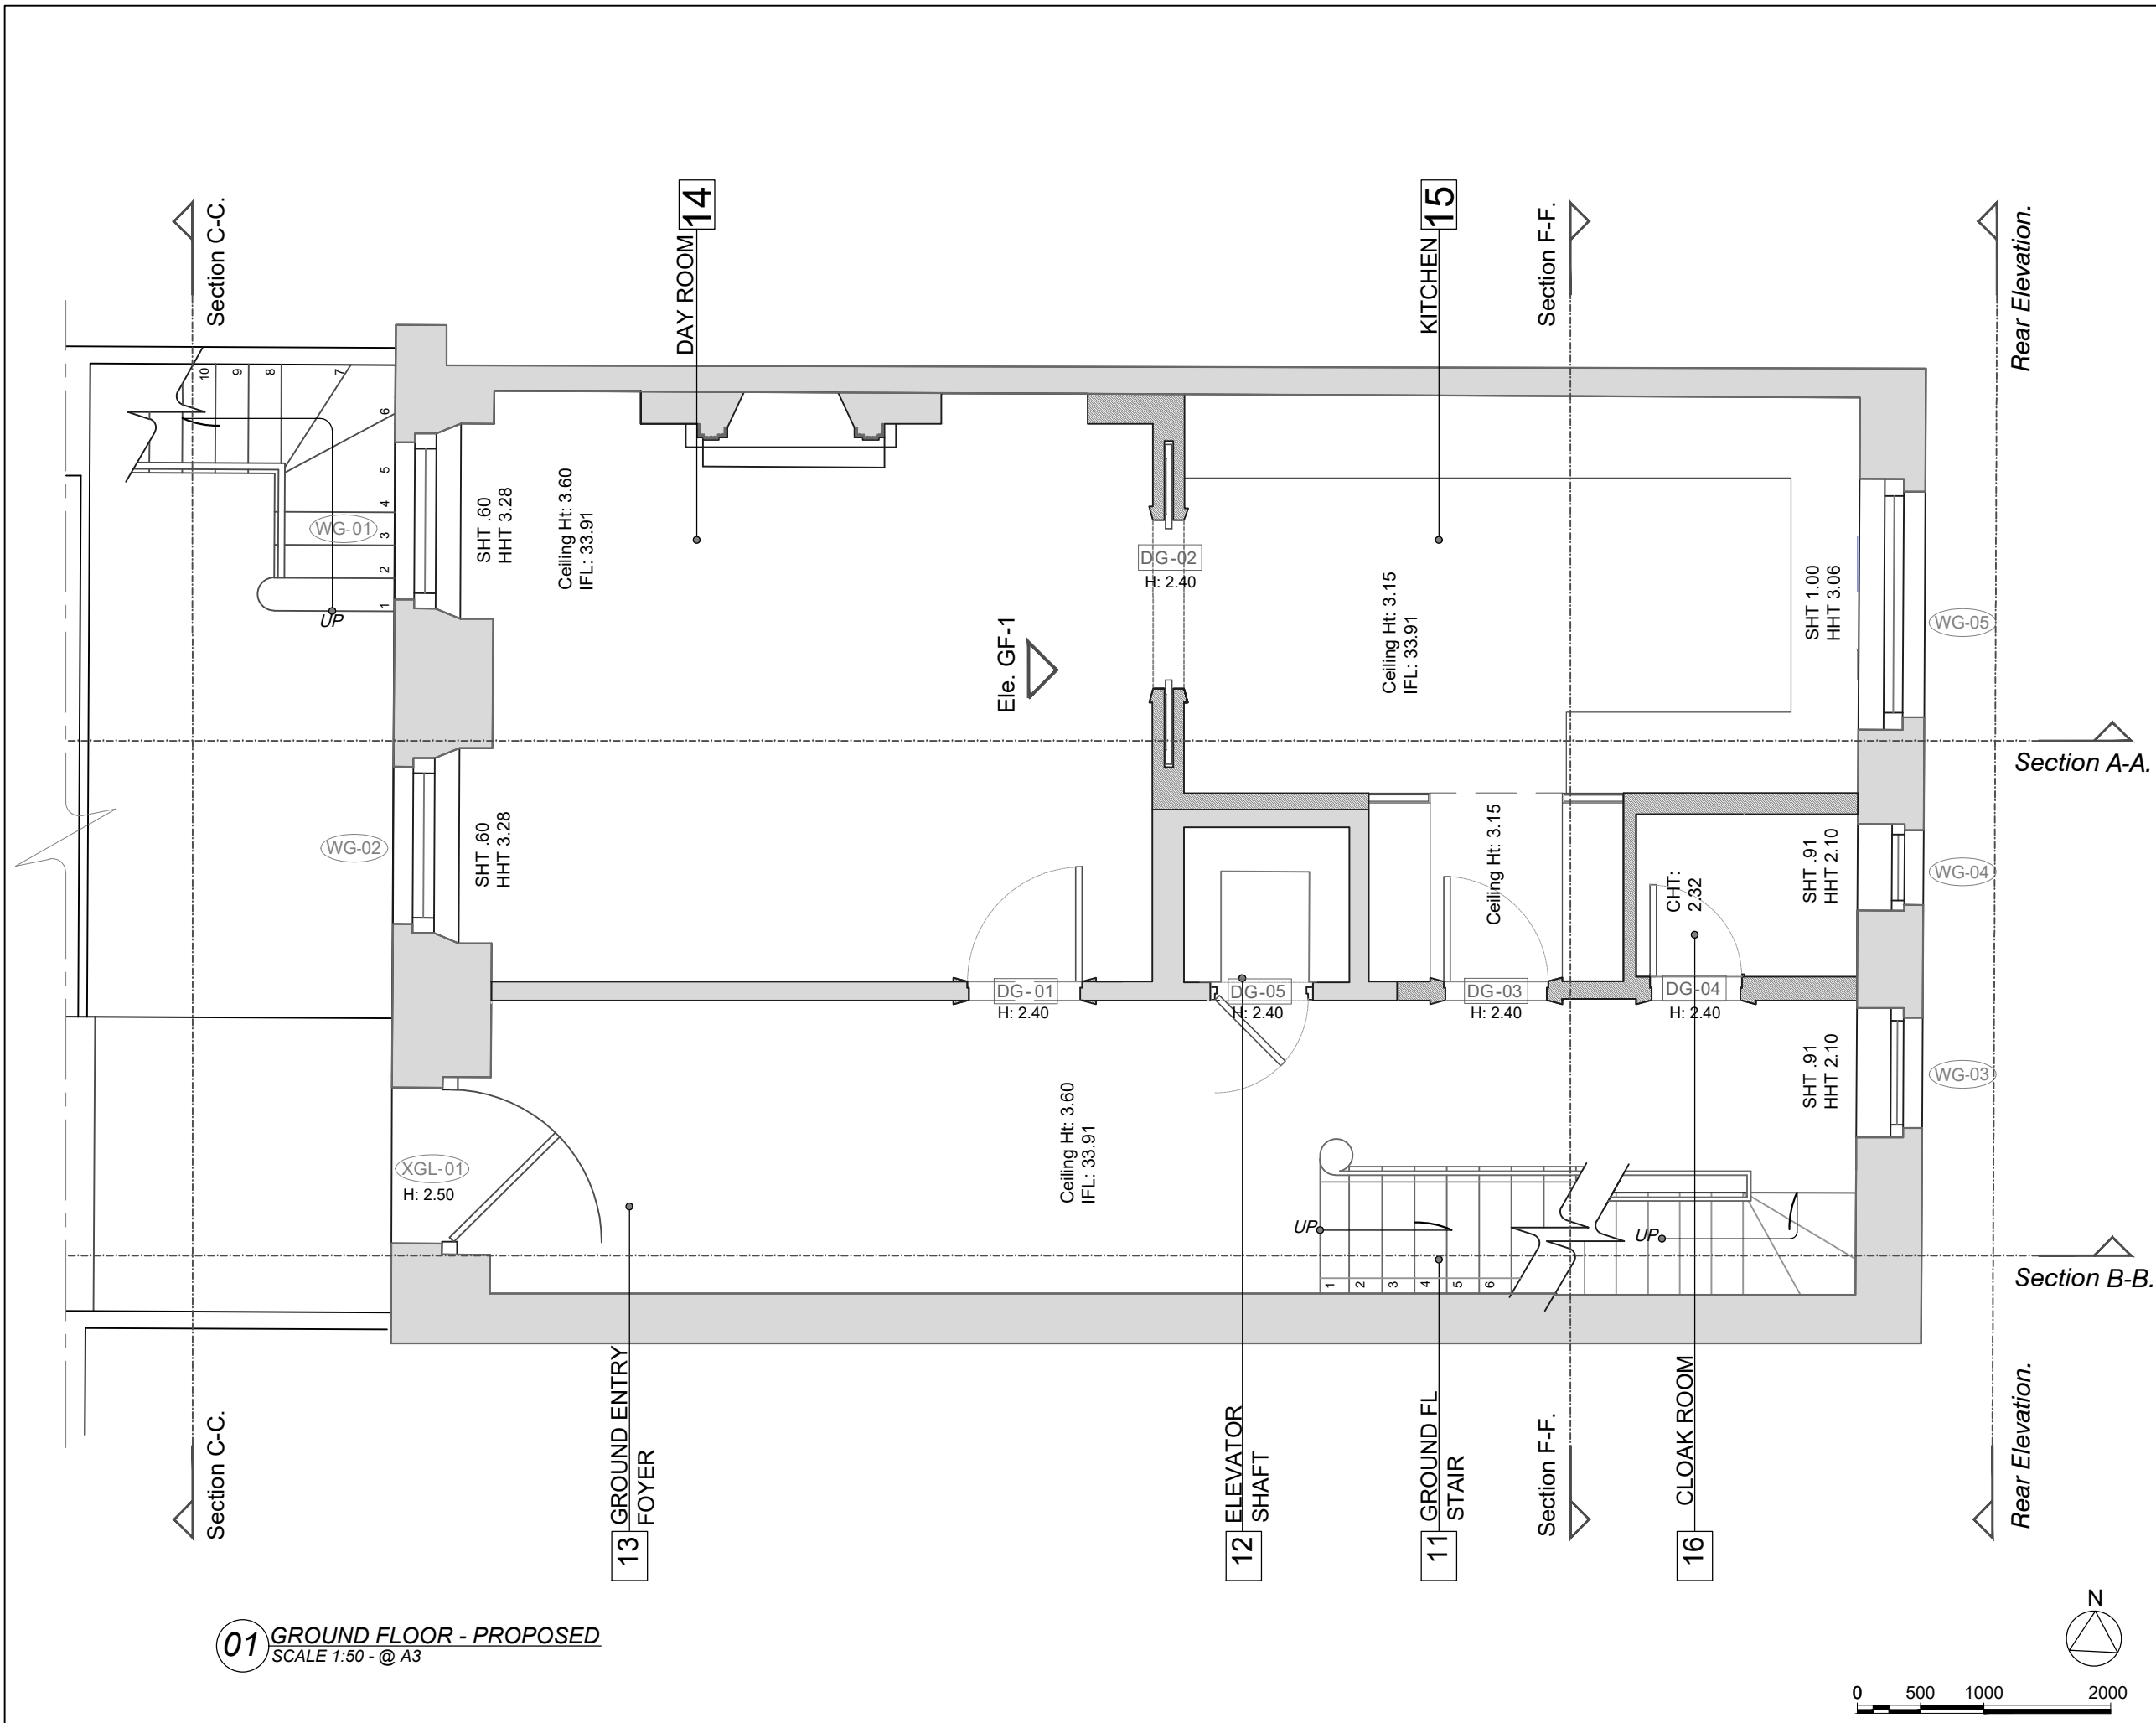 Section C-C.
DAY ROOM
14
KITCHEN
15
Section F-F.
Rear Elevation.
10
9
8
7
6
5
4
3
2
1
UP
WG-01
SHT .60
HHT 3.28
Ceiling Ht: 3.60
IFL: 33.91
DG-02
H: 2.40
Ele. GF-1
Ceiling Ht: 3.15
IFL: 33.91
SHT 1.00
HHT 3.06
WG-05
Section A-A.
WG-02
SHT .60
HHT 3.28
Ceiling Ht: 3.15
CHT:
2.32
SHT .91
HHT 2.10
WG-04
DG-01
H: 2.40
DG-05
H: 2.40
DG-03
H: 2.40
DG-04
H: 2.40
SHT .91
HHT 2.10
WG-03
XGL-01
H: 2.50
Ceiling Ht: 3.60
IFL: 33.91
UP
UP
1
2
3
4
5
6
Section B-B.
Section C-C.
13
GROUND ENTRY
FOYER
12
ELEVATOR
SHAFT
11
GROUND FL
STAIR
Section F-F.
16
CLOAK ROOM
Rear Elevation.
01
GROUND FLOOR - PROPOSED
SCALE 1:50 - @ A3
N
0 500 1000 2000